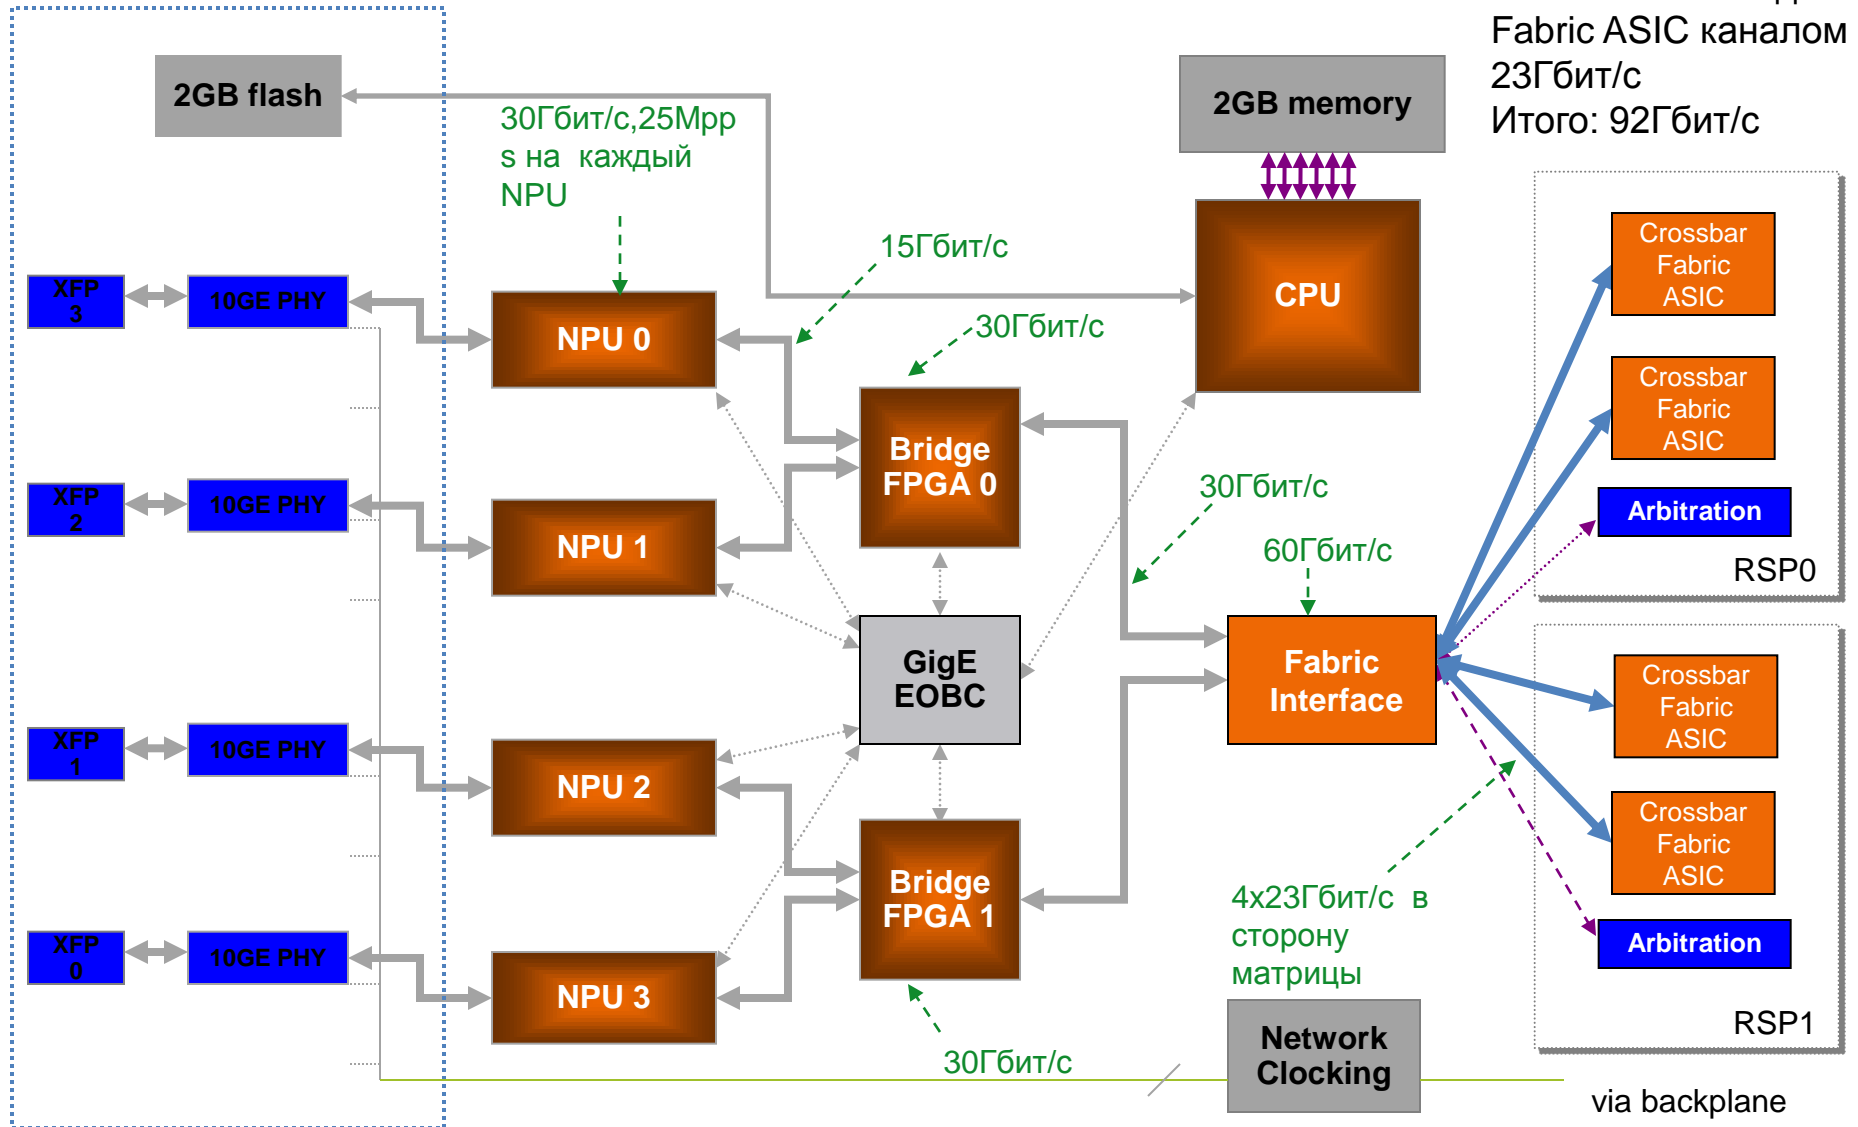 Fabric ASIC каналом
23Гбит/с
Итого: 92Гбит/с
2GB flash
30Гбит/с,25Mpp
s на каждый
NPU
2GB memory
15Гбит/с
30Гбит/с
CPU
XFP
3
10GE PHY
NPU 0
Crossbar
Fabric
ASIC
Crossbar
Fabric
ASIC
Bridge
FPGA 0
XFP
2
10GE PHY
NPU 1
30Гбит/с
60Гбит/с
Arbitration
RSP0
GigE
EOBC
Fabric
Interface
Crossbar
Fabric
ASIC
XFP
1
10GE PHY
NPU 2
Crossbar
Fabric
ASIC
Bridge
FPGA 1
4x23Гбит/с в
сторону
матрицы
XFP
0
10GE PHY
NPU 3
Arbitration
RSP1
30Гбит/с
Network
Clocking
via backplane